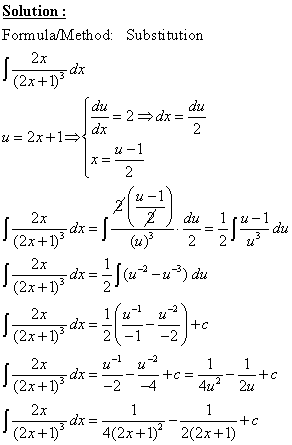 Solution :
Formula/Method: Substitution
∫ 2x/(2x+1)³ dx
u = 2x+1 ⇒ { du/dx = 2 ⇒ dx = du/2
x = (u−1)/2
∫ 2x/(2x+1)³ dx = ∫ 2((u−1)/2)/(u)³ · du/2 = 1/2 ∫ (u−1)/u³ du
∫ 2x/(2x+1)³ dx = 1/2 ∫ (u⁻² − u⁻³) du
∫ 2x/(2x+1)³ dx = 1/2 (u⁻¹/−1 − u⁻²/−2) + c
∫ 2x/(2x+1)³ dx = u⁻¹/−2 − u⁻²/−4 + c = 1/4u² − 1/2u + c
∫ 2x/(2x+1)³ dx = 1/4(2x+1)² − 1/2(2x+1) + c